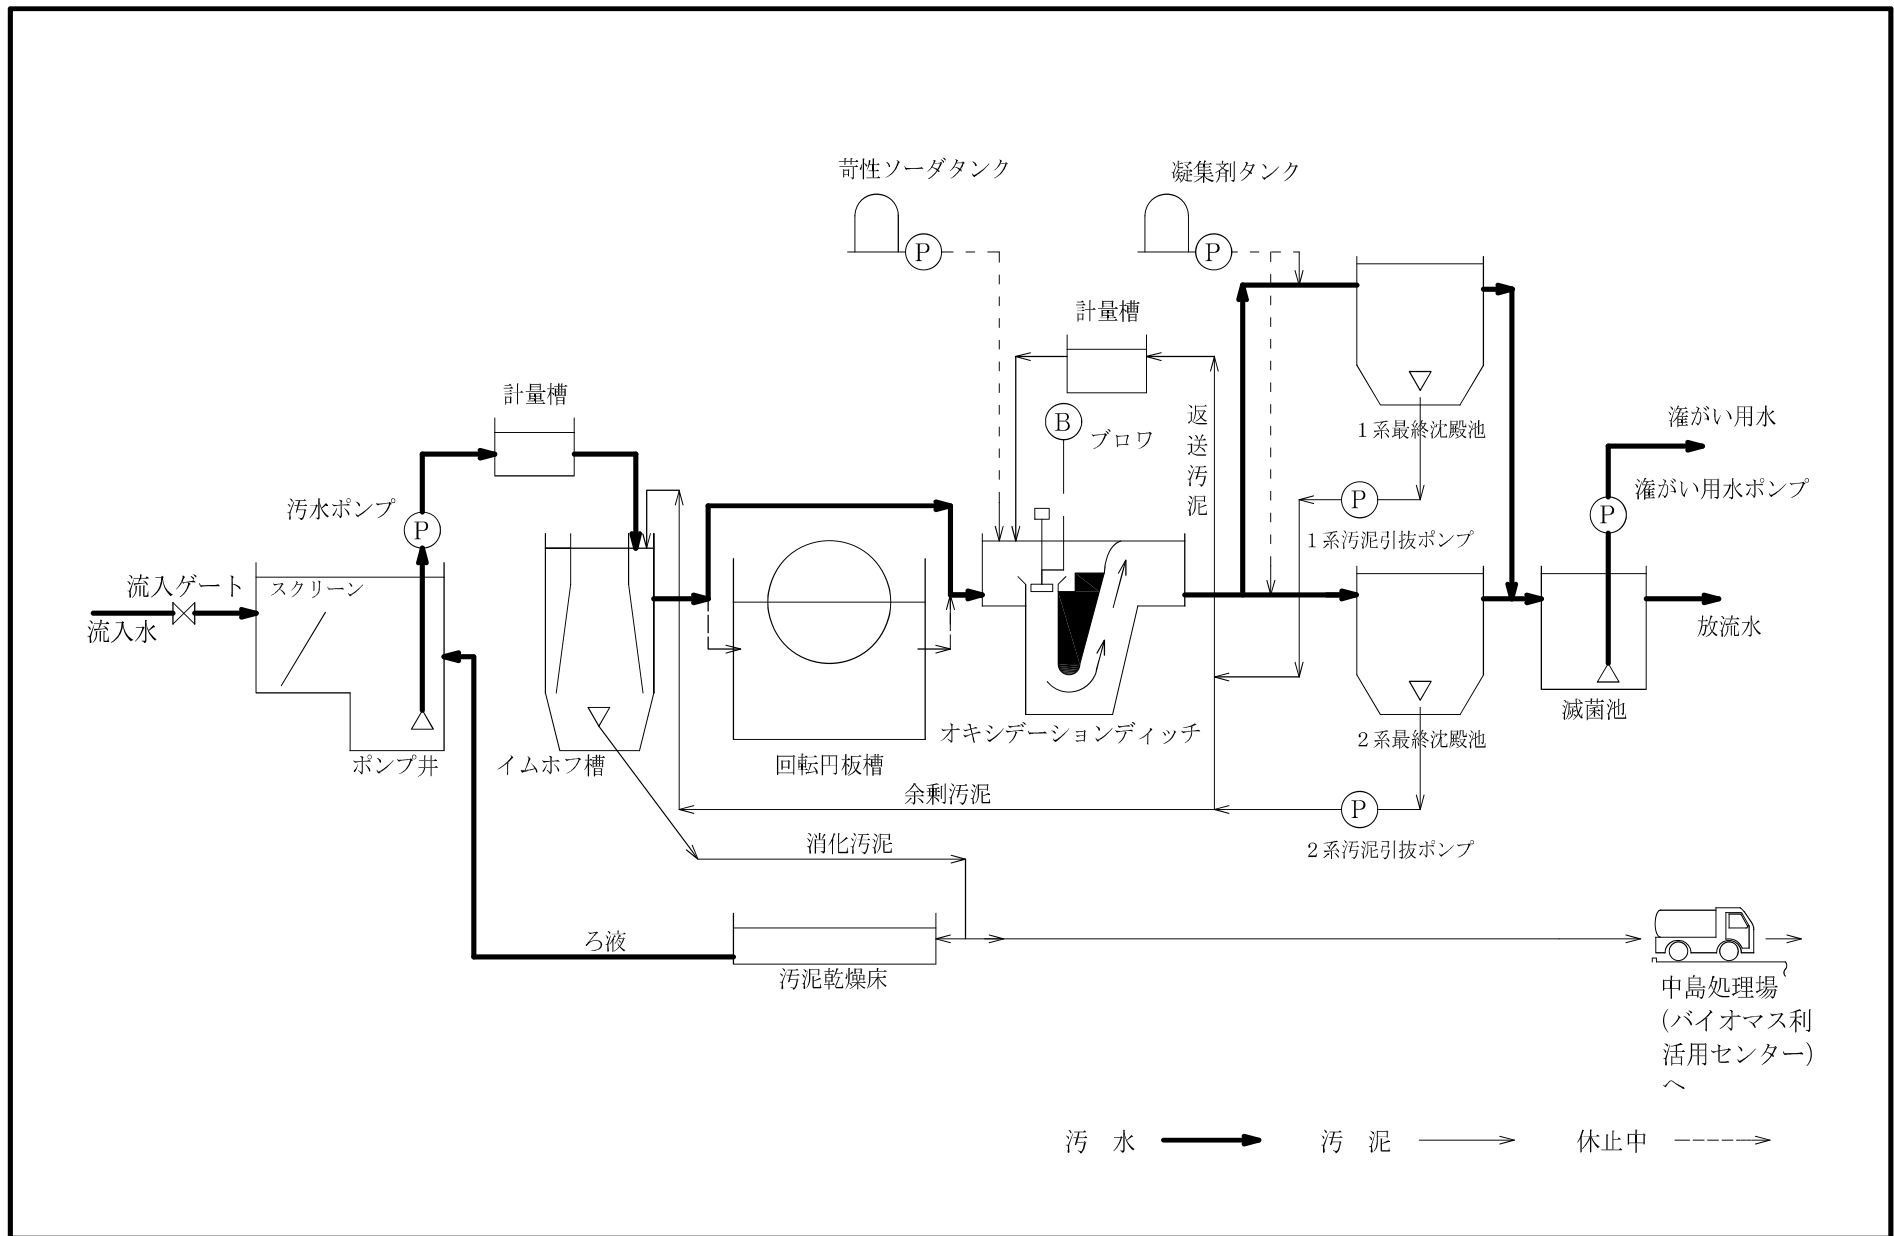 苛性ソーダタンク
凝集剤タンク
P
P
計量槽
計量槽
B
ブロワ
返送汚泥
1系最終沈殿池
潅がい用水
潅がい用水ポンプ
P
汚水ポンプ
P
P
1系汚泥引抜ポンプ
流入ゲート
スクリーン
流入水
放流水
滅菌池
オキシデーションディッチ
2系最終沈殿池
ポンプ井
イムホフ槽
回転円板槽
余剰汚泥
P
消化汚泥
2系汚泥引抜ポンプ
ろ液
汚泥乾燥床
中島処理場
(バイオマス利
活用センター)
へ
汚 水
汚 泥
休止中